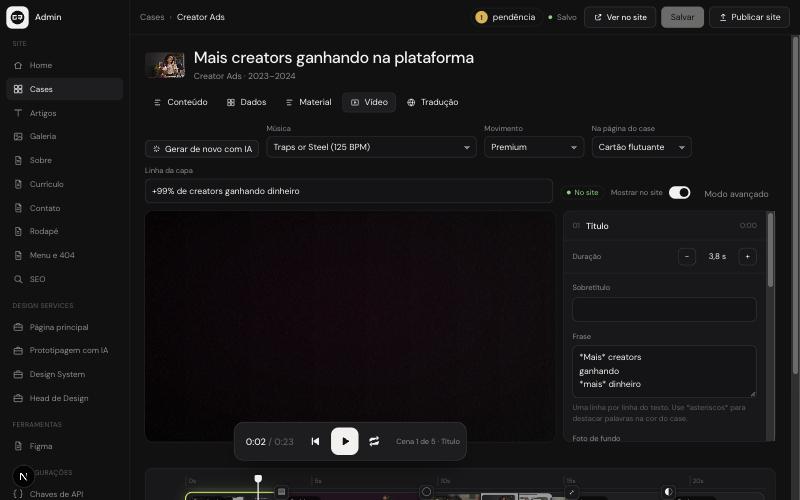 Admin
Cases › Creator Ads
1 pendência
Salvo
Ver no site
Salvar
Publicar site
SITE
Home
Cases
Artigos
Galeria
Sobre
Currículo
Contato
Rodapé
Menu e 404
SEO
DESIGN SERVICES
Página principal
Prototipagem com IA
Design System
Head de Design
FERRAMENTAS
Figma
GURAÇÕES
Chaves de API
N
Mais creators ganhando na plataforma
Creator Ads · 2023–2024
Conteúdo
Dados
Material
Vídeo
Tradução
Gerar de novo com IA
Música
Traps or Steel (125 BPM)
Movimento
Premium
Na página do case
Cartão flutuante
Linha da capa
+99% de creators ganhando dinheiro
No site
Mostrar no site
Modo avançado
01 Título 0:00
Duração
− 3,8 s +
Sobretítulo
Frase
*Mais* creators
ganhando
*mais* dinheiro
Uma linha por linha do texto. Use *asteriscos* para
destacar palavras na cor do case.
Foto de fundo
0:02 / 0:23
Cena 1 de 5 · Título
0s 5s 10s 15s 20s